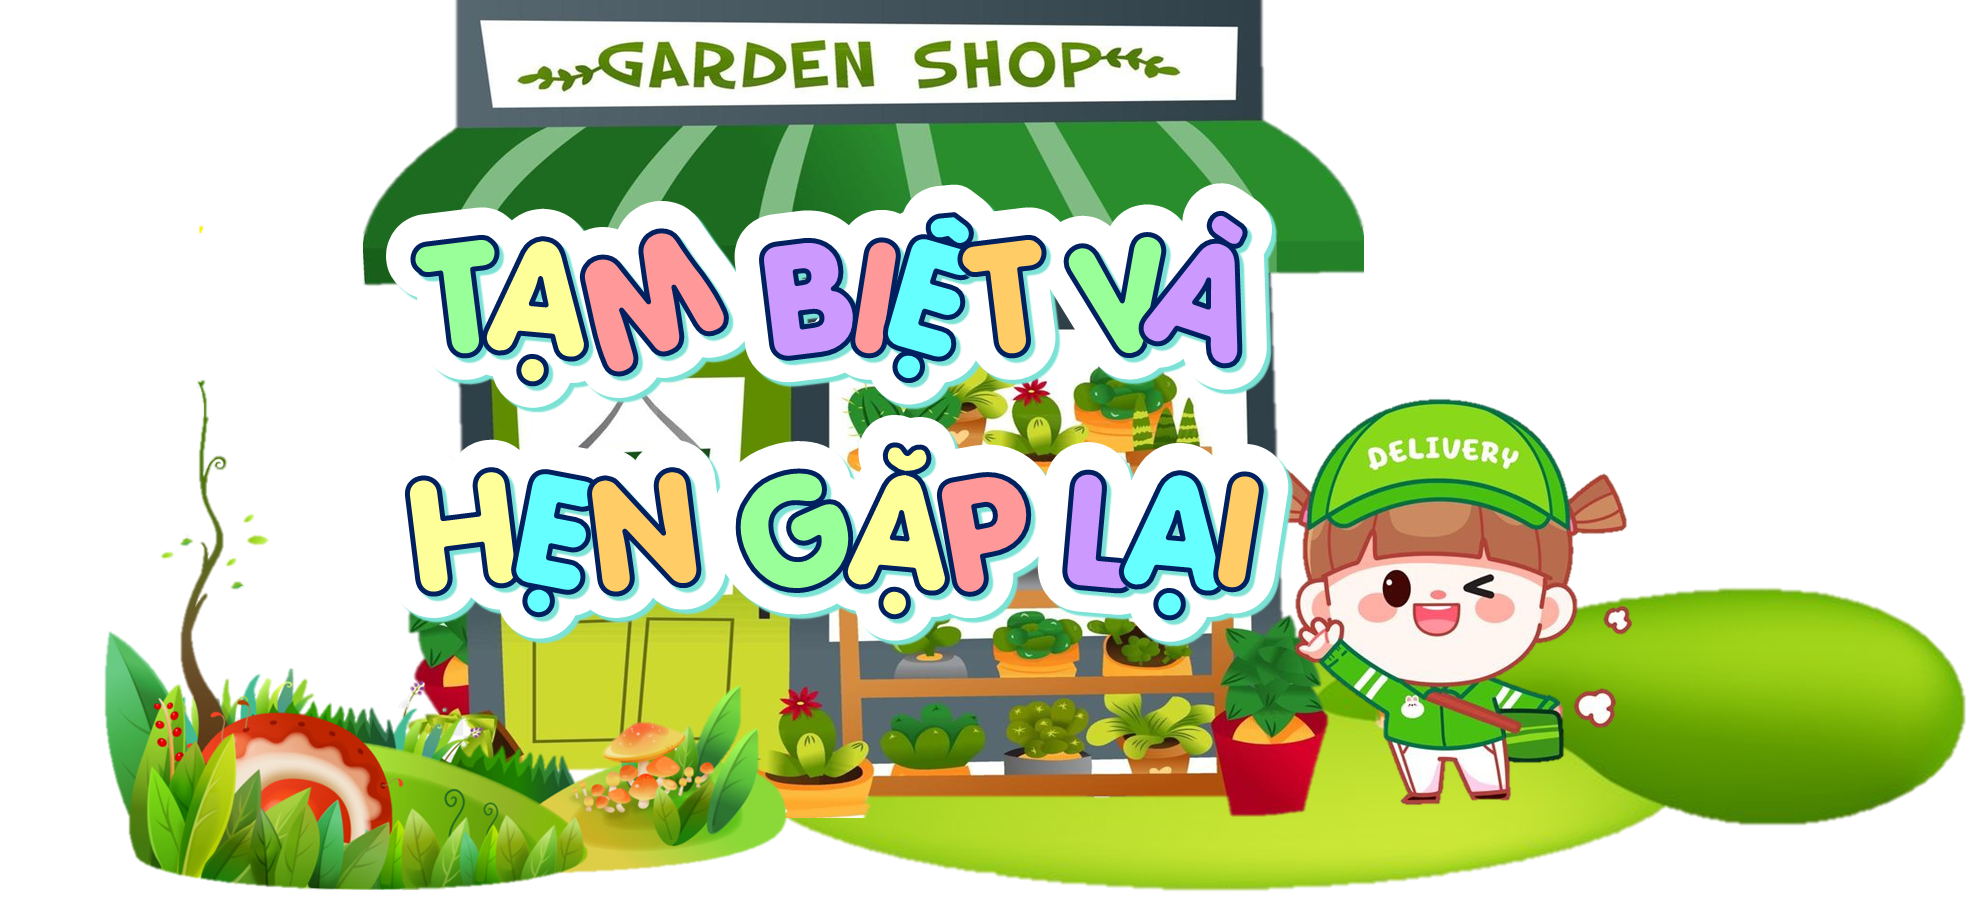 GARDEN SHOP
TẠM BIỆT VÀ
HẸN GẶP LẠI
DELIVERY